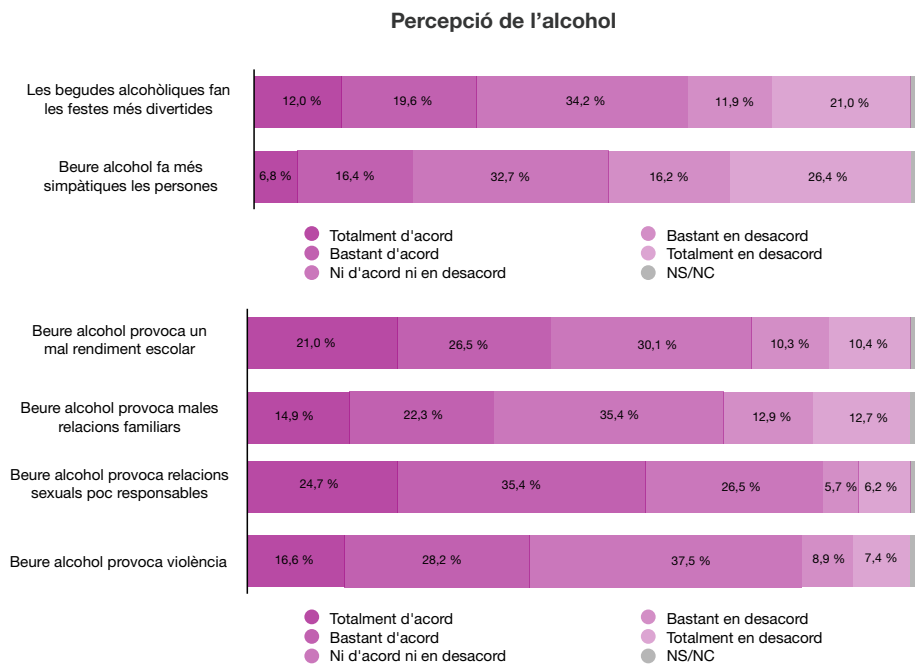 Percepció de l’alcohol
Les begudes alcohòliques fan
les festes més divertides
12,0 % 19,6 % 34,2 % 11,9 % 21,0 %
Beure alcohol fa més
simpàtiques les persones
6,8 % 16,4 % 32,7 % 16,2 % 26,4 %
Totalment d'acord
Bastant d'acord
Ni d'acord ni en desacord
Bastant en desacord
Totalment en desacord
NS/NC
Beure alcohol provoca un
mal rendiment escolar
21,0 % 26,5 % 30,1 % 10,3 % 10,4 %
Beure alcohol provoca males
relacions familiars
14,9 % 22,3 % 35,4 % 12,9 % 12,7 %
Beure alcohol provoca relacions
sexuals poc responsables
24,7 % 35,4 % 26,5 % 5,7 % 6,2 %
Beure alcohol provoca violència
16,6 % 28,2 % 37,5 % 8,9 % 7,4 %
Totalment d'acord
Bastant d'acord
Ni d'acord ni en desacord
Bastant en desacord
Totalment en desacord
NS/NC